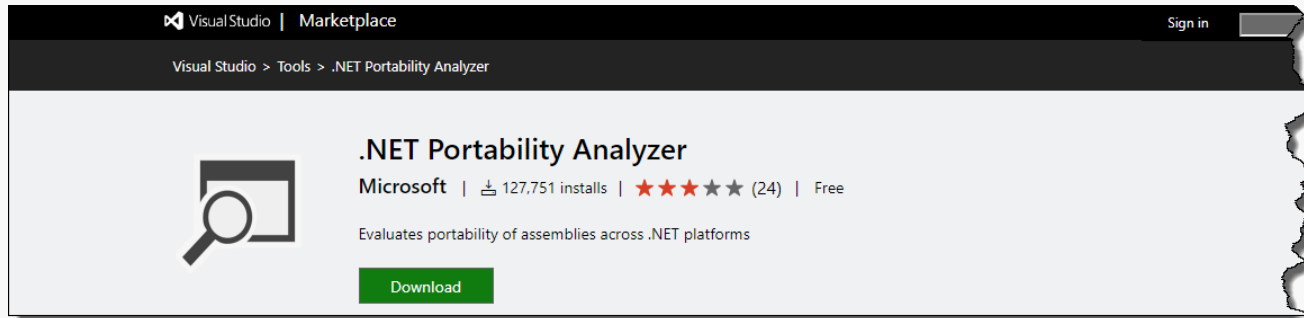 Visual Studio | Marketplace Sign in
Visual Studio > Tools > .NET Portability Analyzer
.NET Portability Analyzer
Microsoft | 127,751 installs | (24) | Free
Evaluates portability of assemblies across .NET platforms
Download